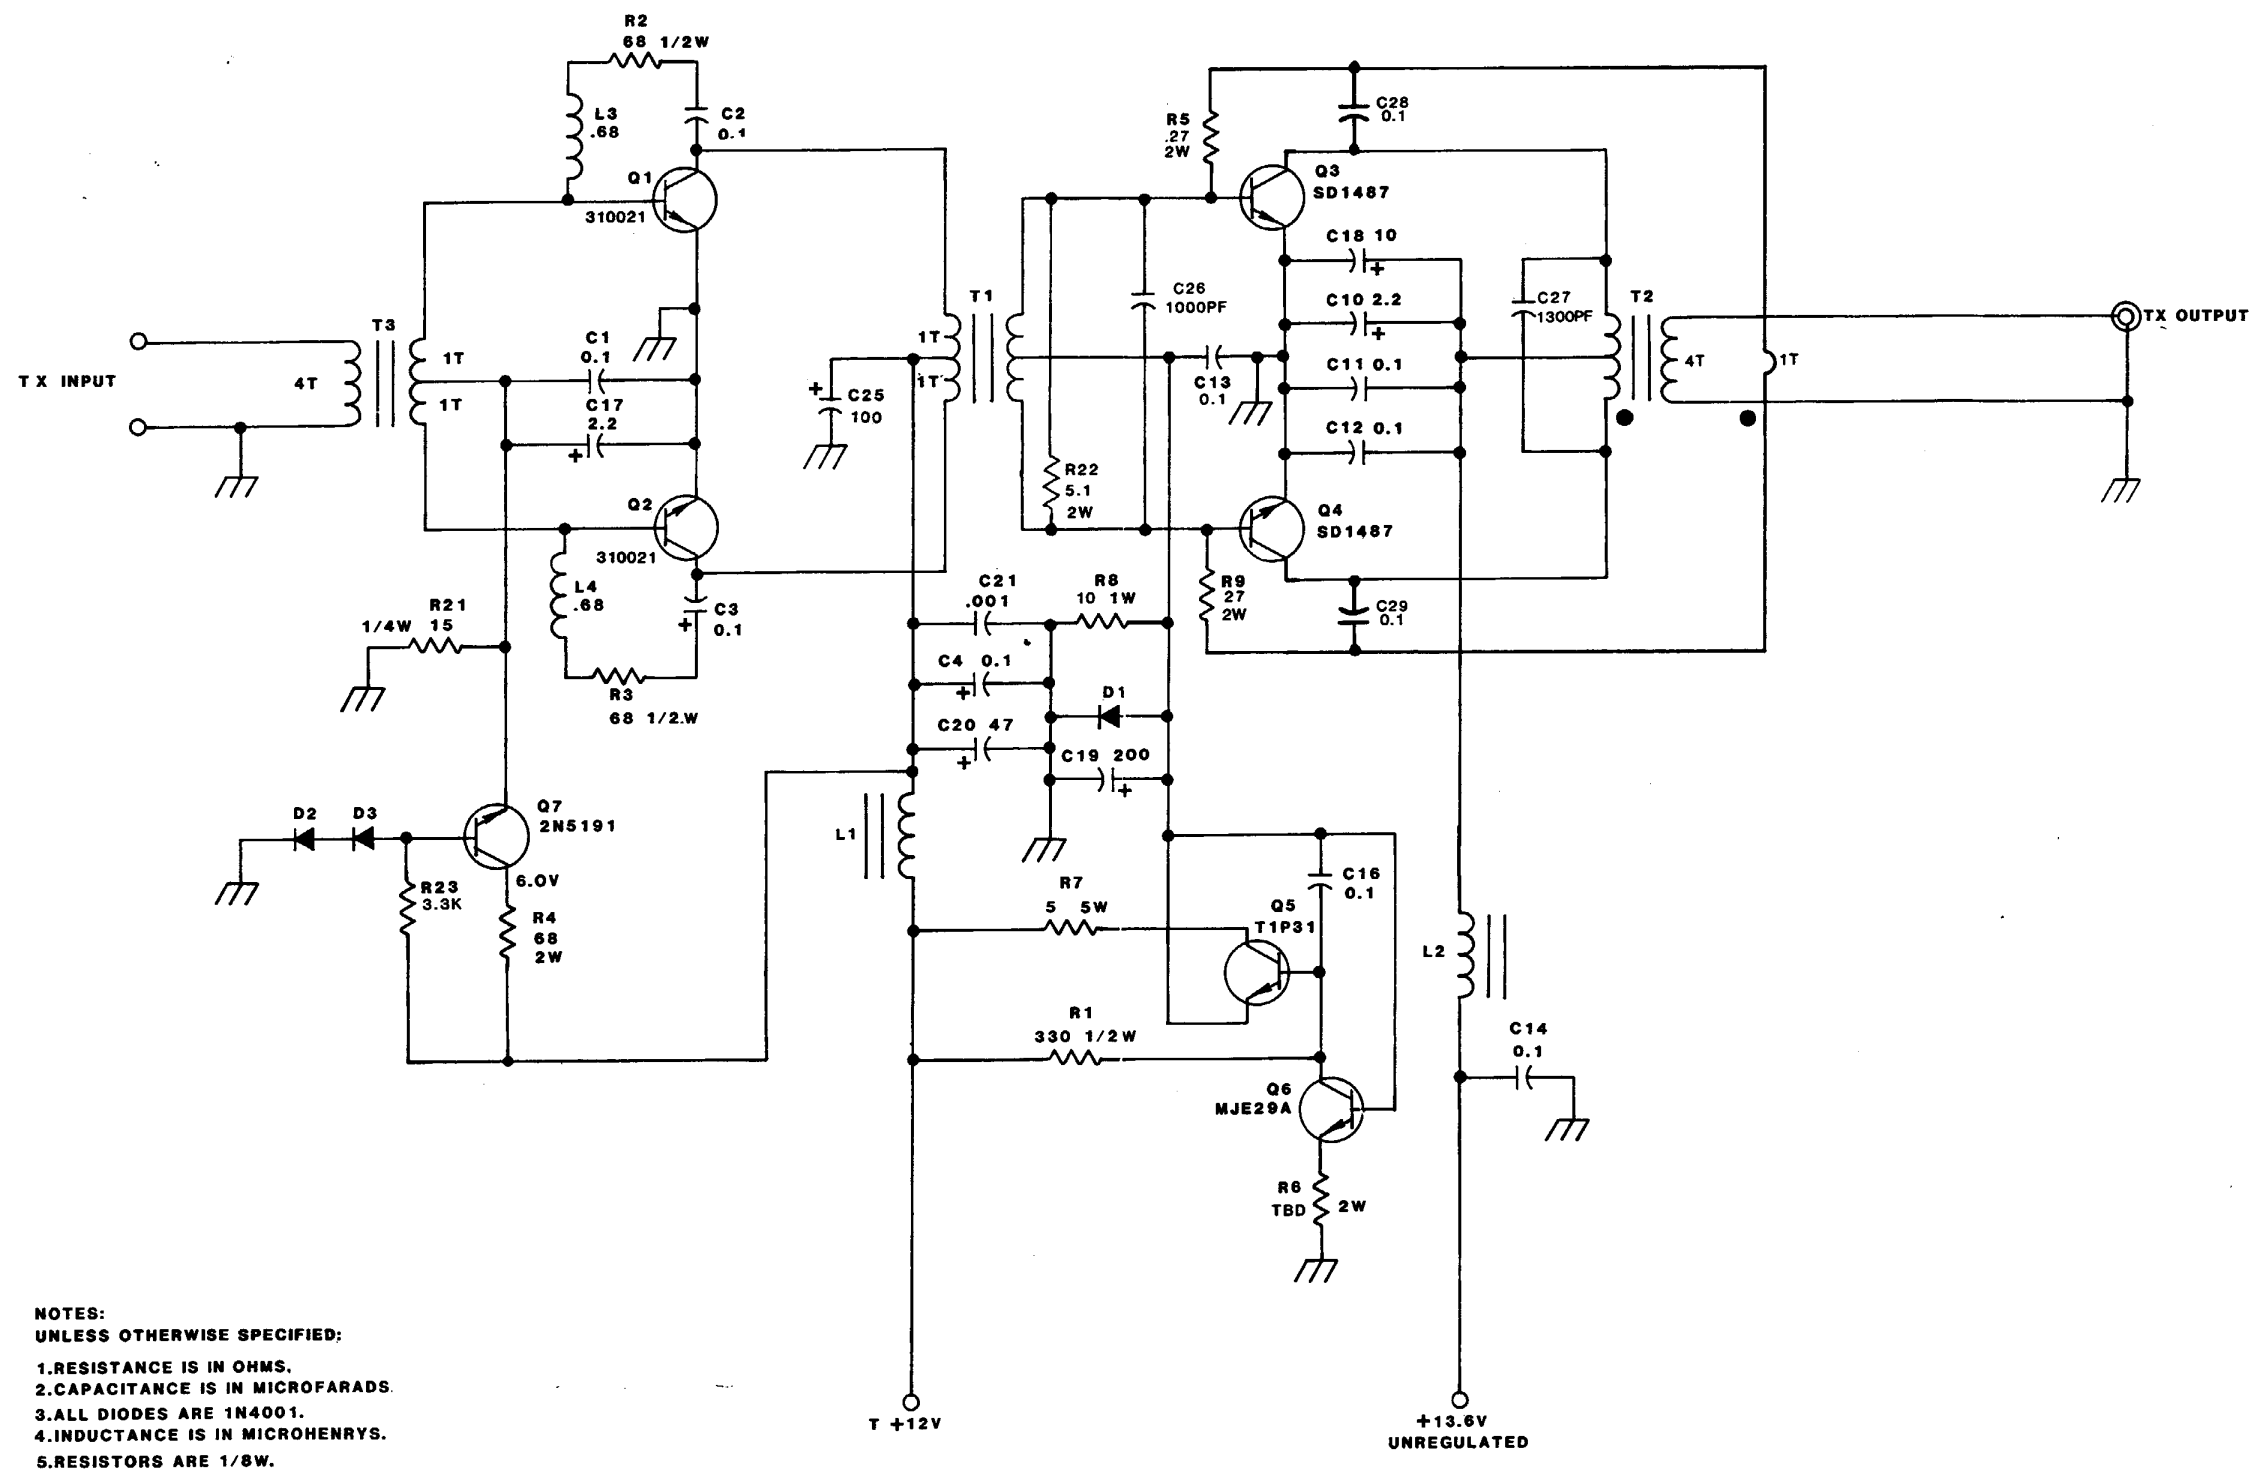 R2
68 1/2W
L3
.68
C2
0.1
Q1
310021
T3
TX INPUT
4T
1T
1T
C1
0.1
C17
2.2
Q2
310021
L4
.68
C3
+ 0.1
R21
1/4W 15
R3
68 1/2.W
Q7
2N5191
D2
D3
6.0V
R23
3.3K
R4
68
2W
T1
1T
1T
+
C25
100
C21
.001
R8
10 1W
C4 0.1
+
D1
C20 47
+
C19 200
+
L1
R7
5 5W
Q5
T1P31
C16
0.1
R1
330 1/2W
Q6
MJE29A
R6
TBD
2W
T +12V
R5
.27
2W
C28
0.1
Q3
SD1487
C18 10
+
C10 2.2
+
C26
1000PF
C13
0.1
C11 0.1
C12 0.1
R22
5.1
2W
Q4
SD1487
R9
27
2W
C29
0.1
C27
1300PF
T2
4T
1T
TX OUTPUT
L2
C14
0.1
+13.6V
UNREGULATED
NOTES:
UNLESS OTHERWISE SPECIFIED:
1.RESISTANCE IS IN OHMS.
2.CAPACITANCE IS IN MICROFARADS.
3.ALL DIODES ARE 1N4001.
4.INDUCTANCE IS IN MICROHENRYS.
5.RESISTORS ARE 1/8W.